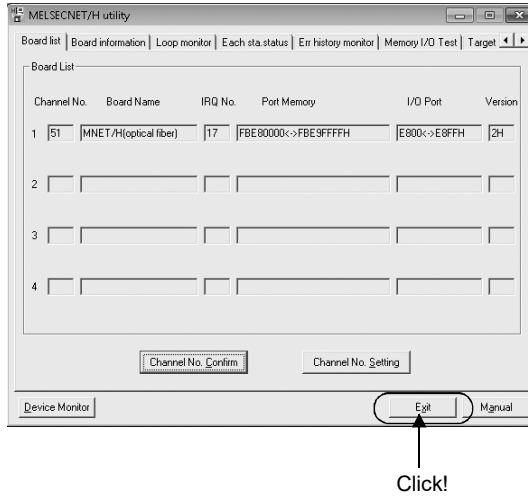 MELSECNET/H utility
Board list Board information Loop monitor Each sta.status Err history monitor Memory I/O Test Target
Board List
Channel No. Board Name IRQ No. Port Memory I/O Port Version
1 51 MNET/H(optical fiber) 17 FBE80000<->FBE9FFFFH E800<->E8FFH 2H
2
3
4
Channel No. Confirm Channel No. Setting
Device Monitor Exit Manual
Click!